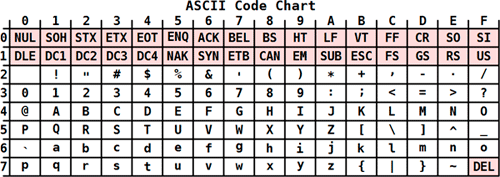 ASCII Code Chart
0 1 2 3 4 5 6 7 8 9 A B C D E F
0 NUL SOH STX ETX EOT ENQ ACK BEL BS HT LF VT FF CR SO SI
1 DLE DC1 DC2 DC3 DC4 NAK SYN ETB CAN EM SUB ESC FS GS RS US
2 ! " # $ % & ' ( ) * + , - . /
3 0 1 2 3 4 5 6 7 8 9 : ; < = > ?
4 @ A B C D E F G H I J K L M N O
5 P Q R S T U V W X Y Z [ \ ] ^ _
6 ` a b c d e f g h i j k l m n o
7 p q r s t u v w x y z { | } ~ DEL